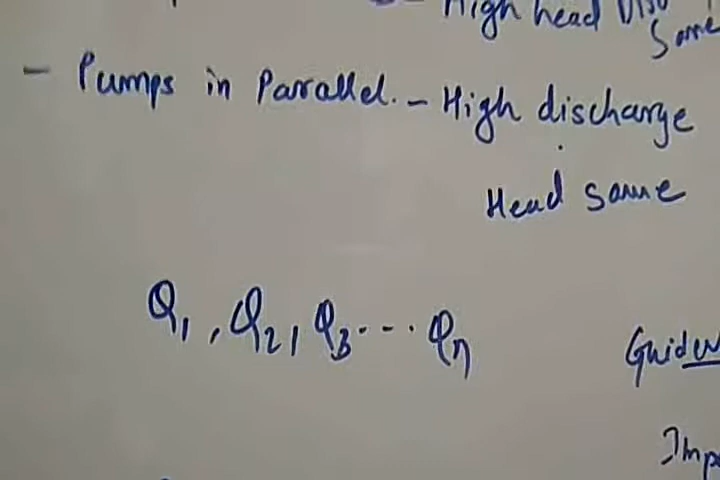 High head
Same
- Pumps in Parallel. - High discharge
Head same
Q1, Q2, Q3 ... Qn